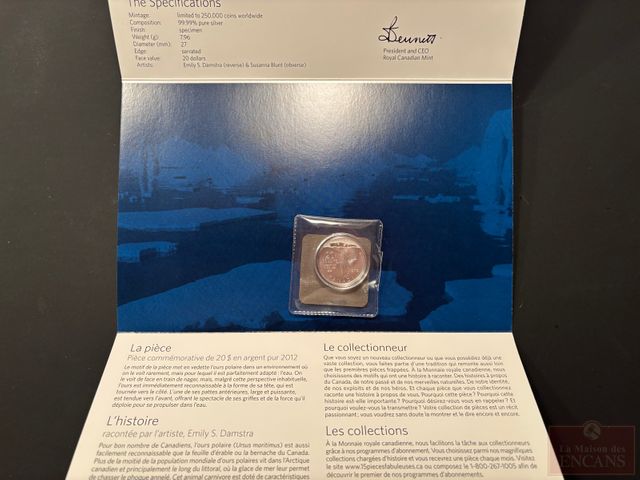 The Specifications
Mintage: limited to 250,000 coins worldwide
Composition: 99.99% pure silver
Finish specimen
Weight (g): 7.96
Diameter (mm): 27
Edge: serrated
Face value: 20 dollars
Artists: Emily S. Damstra (reverse) & Susanna Blunt (obverse)
Bennett
President and CEO
Royal Canadian Mint
La pièce
Pièce commémorative de 20 $ en argent pur 2012
Le motif de la pièce met en vedette l'ours polaire dans un environnement où
on le voit rarement, mais pour lequel il est parfaitement adapté : l'eau. On
le voit de face en train de nager, mais, malgré cette perspective inhabituelle,
l'ours est immédiatement reconnaissable à la forme de sa tête, qui est
tournée vers le côté. L'une de ses pattes antérieures, large et puissante,
est tendue vers l'avant, offrant le spectacle de ses griffes et de la force qu'il
déploie pour se propulser dans l'eau.
L'histoire
racontée par l'artiste, Emily S. Damstra
Pour bon nombre de Canadiens, l'ours polaire (Ursus maritimus) est aussi
facilement reconnaissable que la feuille d'érable ou la bernache du Canada.
Plus de la moitié de la population mondiale d'ours polaires vit dans l'Arctique
canadien et principalement le long du littoral, où la glace de mer leur permet
de chasser le phoque annelé. Cet animal carnivore est doté de caractéristiques
Le collectionneur
Que vous soyez un nouveau collectionneur ou que vous possédiez déjà une
vaste collection, vous faites partie d'une tradition qui remonte aussi loin
que les premières pièces frappées. À la Monnaie royale canadienne, nous
choisissons des motifs qui ont une histoire à raconter. Des histoires à propos
du Canada, de notre passé et de nos merveilles naturelles. De notre identité,
de nos exploits et de nos héros. Et chaque pièce que vous collectionnez
raconte une histoire à propos de vous. Pourquoi cette pièce? Pourquoi cette
histoire est-elle importante? Pourquoi désirez-vous vous en repérer? Et
pourquoi voulez-vous la transmettre? Votre collection de pièces est un récit
passionnant; vous voudrez sans doute la montrer et le dire encore et encore.
Les collections
À la Monnaie royale canadienne, nous facilitons la tâche aux collectionneurs
grâce à nos programmes d'abonnement. En choisissant parmi nos magnifiques
collections chargées d'histoire et vous recevrez une pièce chaque mois. Visitez
le site www.15piecesfabuleuses.ca ou composez le 1-800-267-1005 afin de
découvrir le premier de nos programmes d'abonnements.
La Maison des
ENCANS